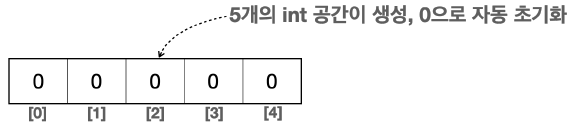 5개의 int 공간이 생성, 0으로 자동 초기화
0 0 0 0 0
[0] [1] [2] [3] [4]